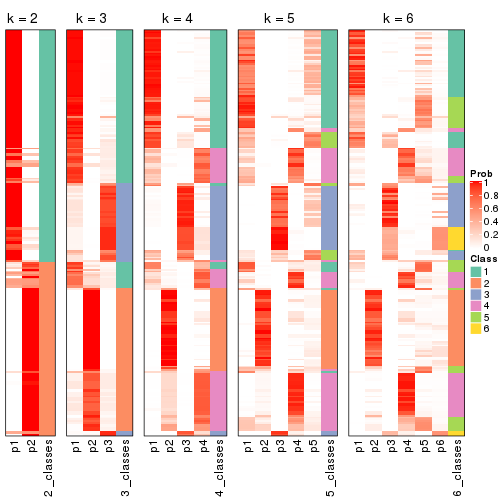 k = 2
k = 3
k = 4
k = 5
k = 6
Prob
1
0.8
0.6
0.4
0.2
0
Class
1
2
3
4
5
6
p1
p2
2_classes
p1
p2
p3
3_classes
p1
p2
p3
p4
4_classes
p1
p2
p3
p4
p5
5_classes
p1
p2
p3
p4
p5
p6
6_classes